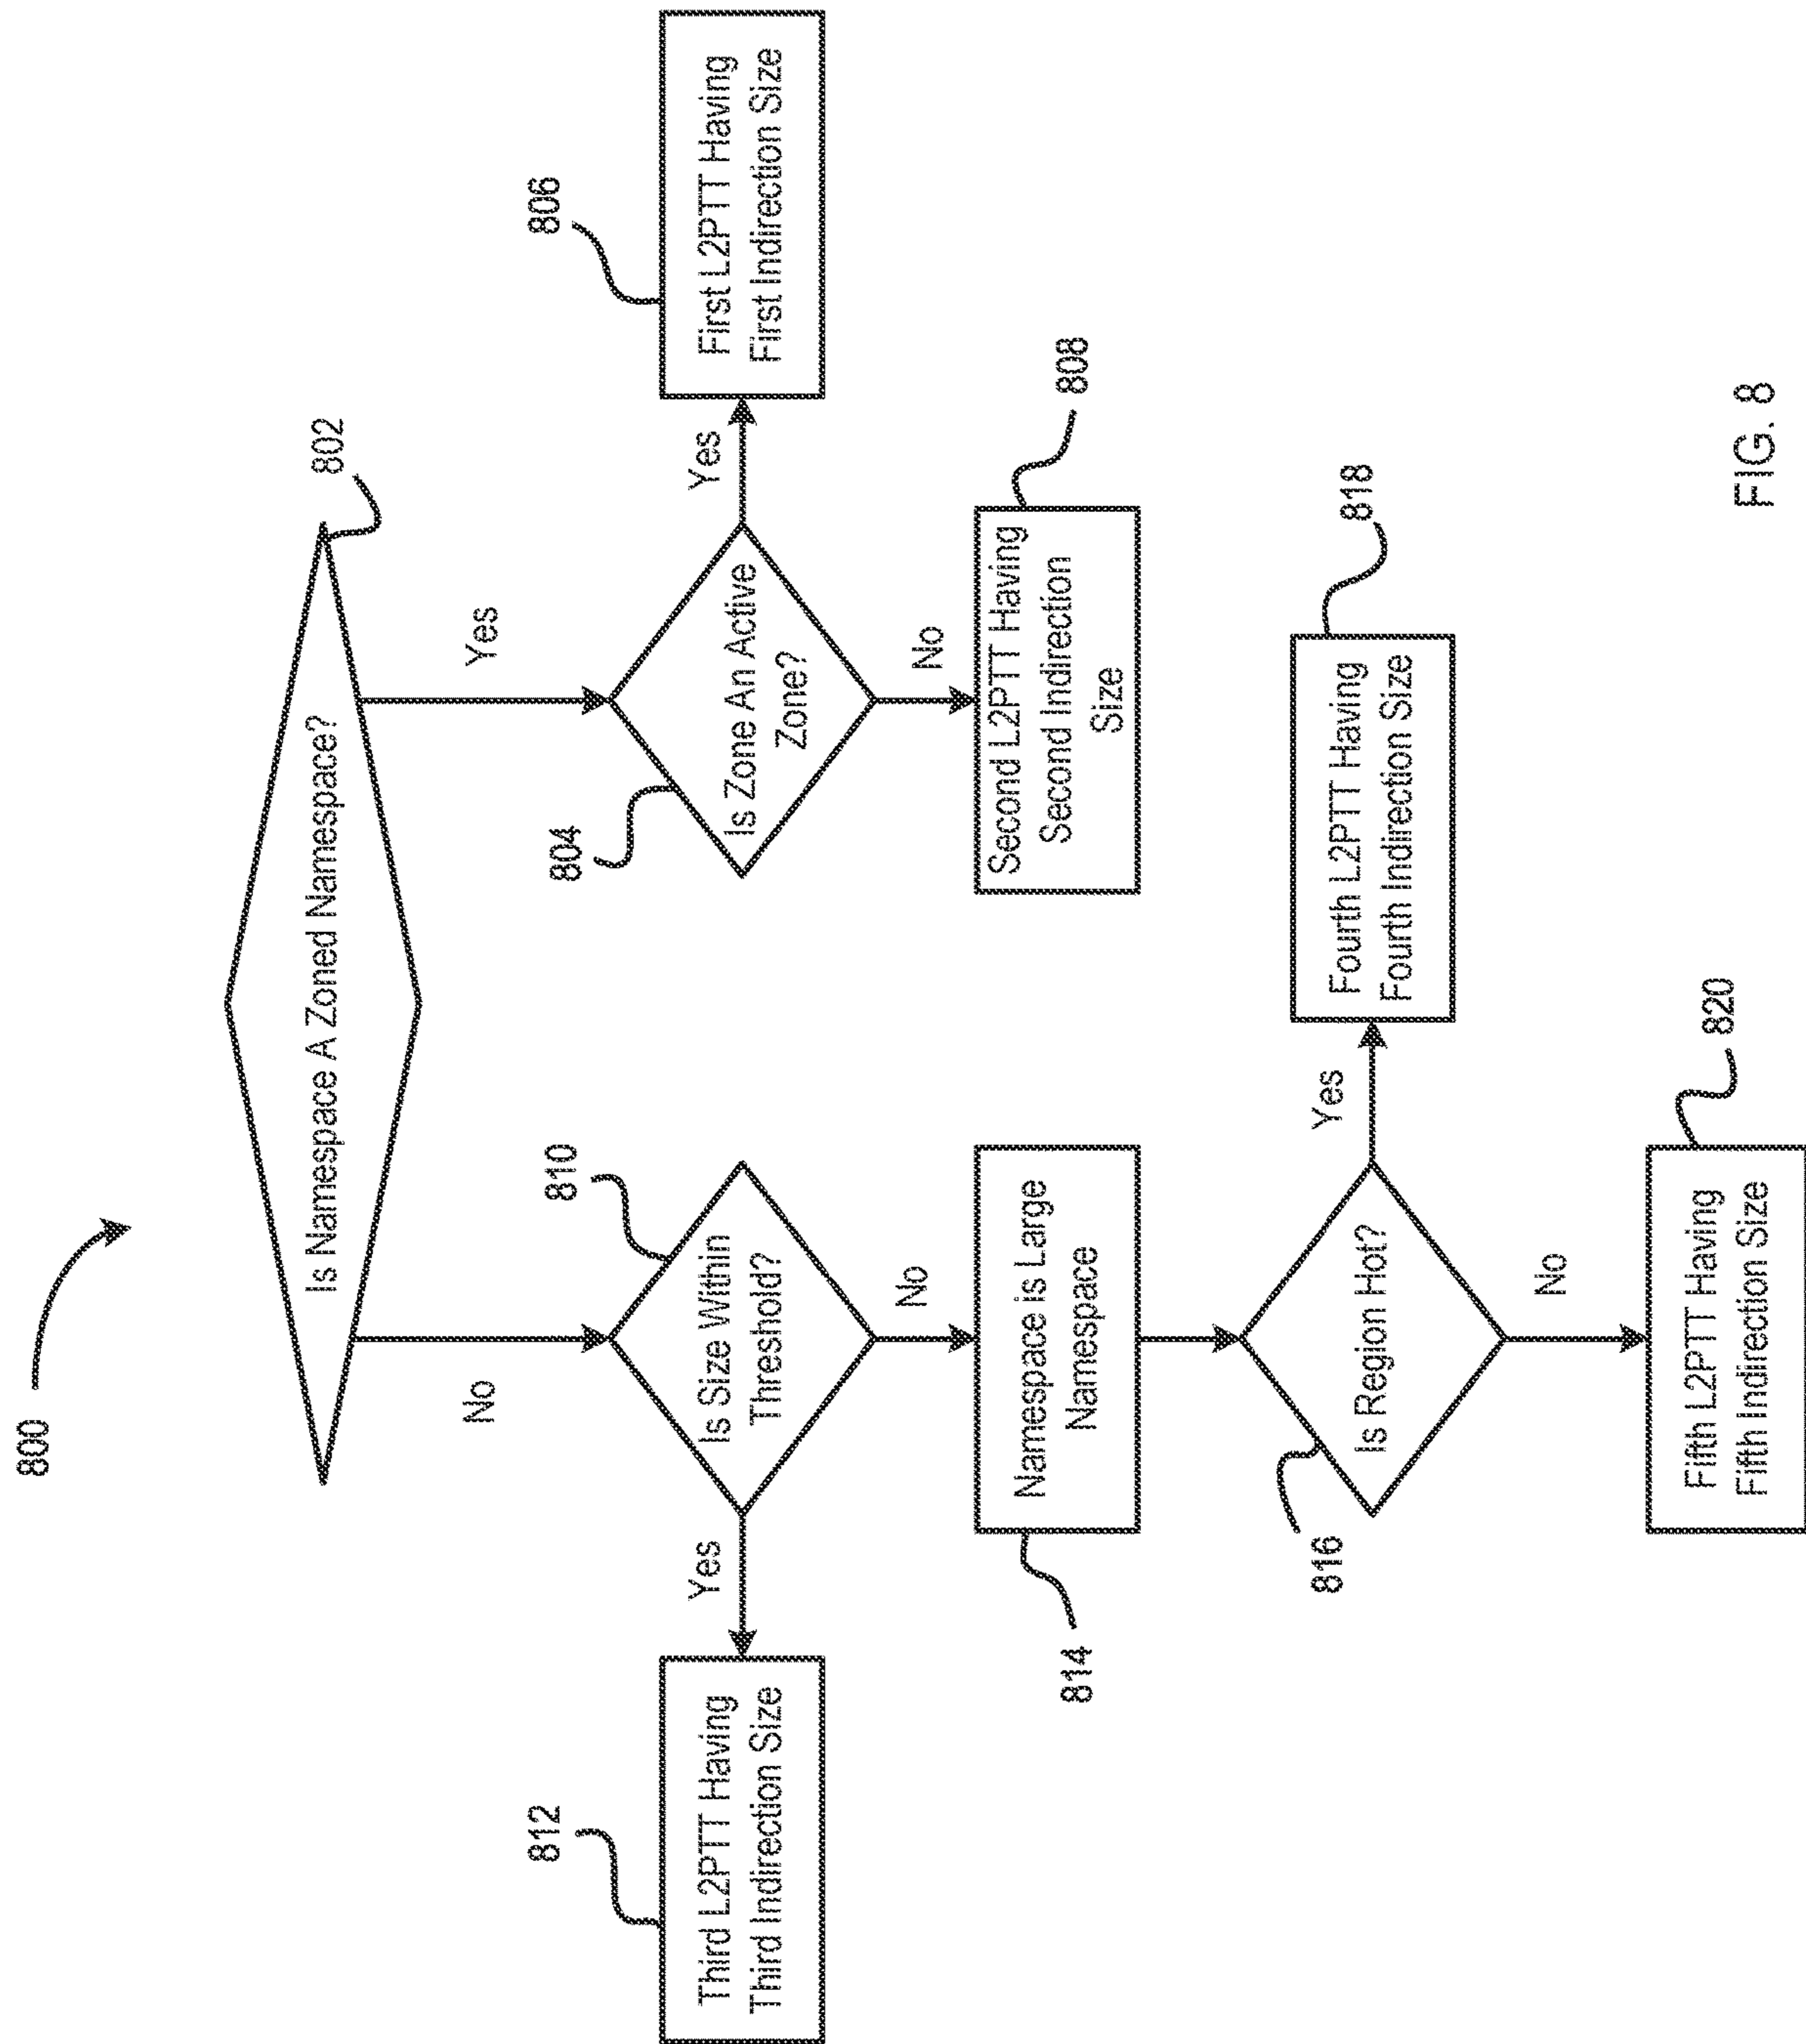 800
802
Is Namespace A Zoned Namespace?
No
Yes
804
Is Zone An Active
Zone?
Yes
806
First L2PTT Having
First Indirection Size
No
808
Second L2PTT Having
Second Indirection
Size
810
Is Size Within
Threshold?
Yes
812
Third L2PTT Having
Third Indirection Size
No
814
Namespace is Large
Namespace
816
Is Region Hot?
Yes
818
Fourth L2PTT Having
Fourth Indirection Size
No
820
Fifth L2PTT Having
Fifth Indirection Size
FIG. 8